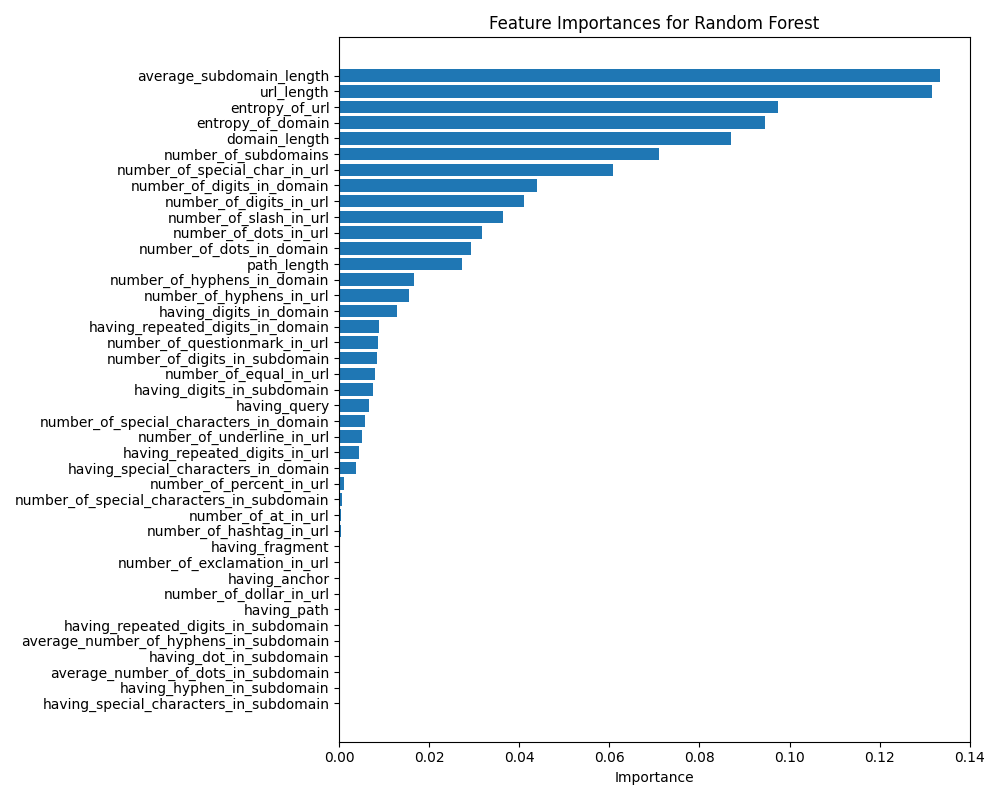 Feature Importances for Random Forest
average_subdomain_length
url_length
entropy_of_url
entropy_of_domain
domain_length
number_of_subdomains
number_of_special_char_in_url
number_of_digits_in_domain
number_of_digits_in_url
number_of_slash_in_url
number_of_dots_in_url
number_of_dots_in_domain
path_length
number_of_hyphens_in_domain
number_of_hyphens_in_url
having_digits_in_domain
having_repeated_digits_in_domain
number_of_questionmark_in_url
number_of_digits_in_subdomain
number_of_equal_in_url
having_digits_in_subdomain
having_query
number_of_special_characters_in_domain
number_of_underline_in_url
having_repeated_digits_in_url
having_special_characters_in_domain
number_of_percent_in_url
number_of_special_characters_in_subdomain
number_of_at_in_url
number_of_hashtag_in_url
having_fragment
number_of_exclamation_in_url
having_anchor
number_of_dollar_in_url
having_path
having_repeated_digits_in_subdomain
average_number_of_hyphens_in_subdomain
having_dot_in_subdomain
average_number_of_dots_in_subdomain
having_hyphen_in_subdomain
having_special_characters_in_subdomain
0.00 0.02 0.04 0.06 0.08 0.10 0.12 0.14
Importance